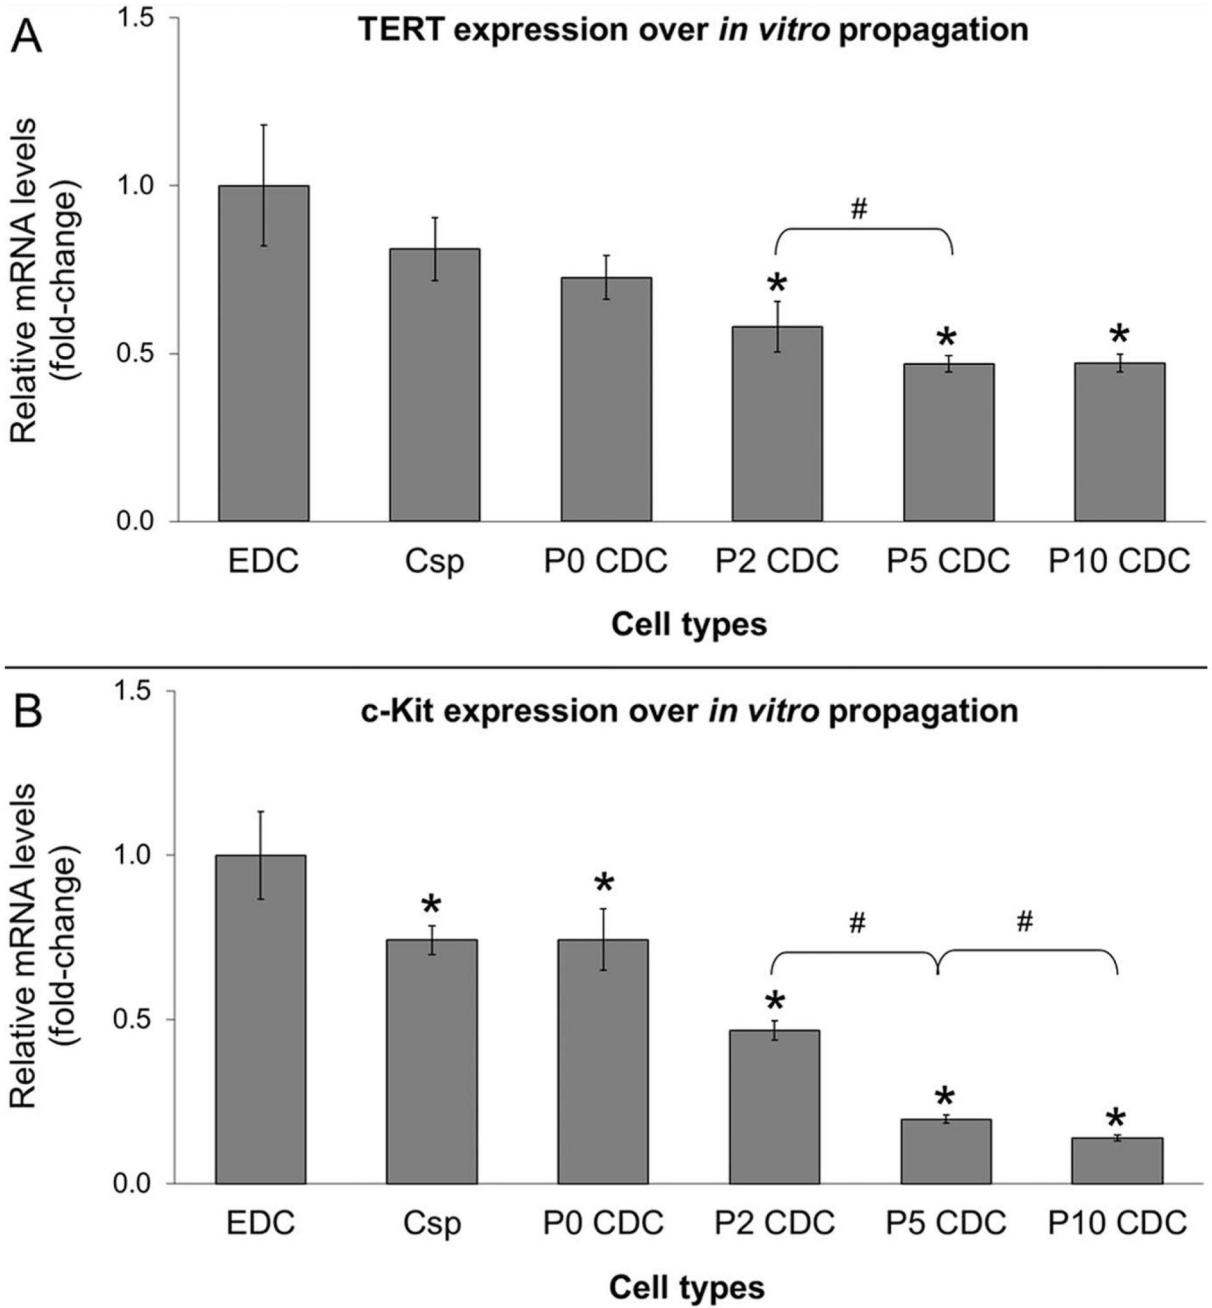 A
TERT expression over in vitro propagation
Relative mRNA levels
(fold-change)
1.5
1.0
0.5
0.0
#
*
*
*
EDC
Csp
P0 CDC
P2 CDC
P5 CDC
P10 CDC
Cell types
B
c-Kit expression over in vitro propagation
Relative mRNA levels
(fold-change)
1.5
1.0
0.5
0.0
*
*
#
#
*
*
*
EDC
Csp
P0 CDC
P2 CDC
P5 CDC
P10 CDC
Cell types